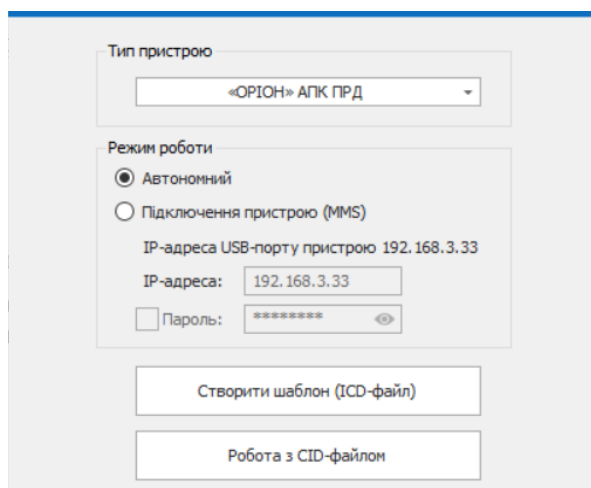 Тип пристрою
«ОРІОН» АПК ПРД
Режим роботи
Автономний
Підключення пристрою (MMS)
IP-адреса USB-порту пристрою 192.168.3.33
IP-адреса: 192.168.3.33
Пароль: ********
Створити шаблон (ICD-файл)
Робота з CID-файлом